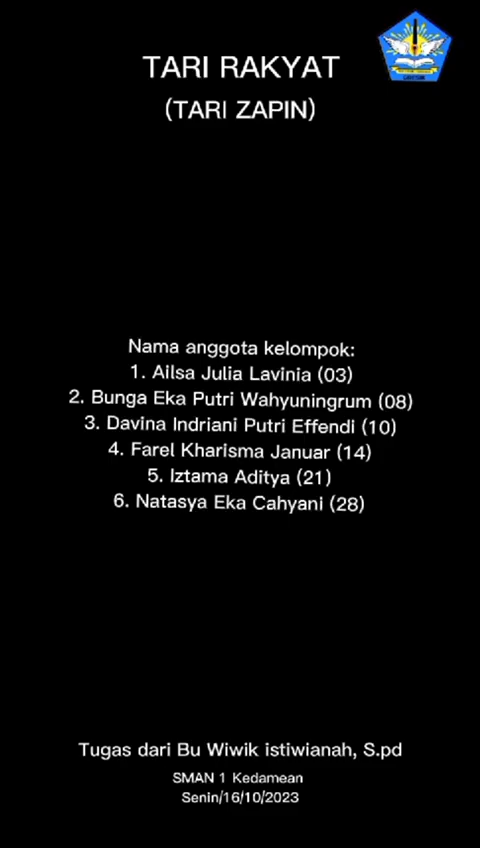 TARI RAKYAT
(TARI ZAPIN)
Nama anggota kelompok:
1. Ailsa Julia Lavinia (03)
2. Bunga Eka Putri Wahyuningrum (08)
3. Davina Indriani Putri Effendi (10)
4. Farel Kharisma Januar (14)
5. Iztama Aditya (21)
6. Natasya Eka Cahyani (28)
Tugas dari Bu Wiwik istiwianah, S.pd
SMAN 1 Kedamean
Senin/16/10/2023